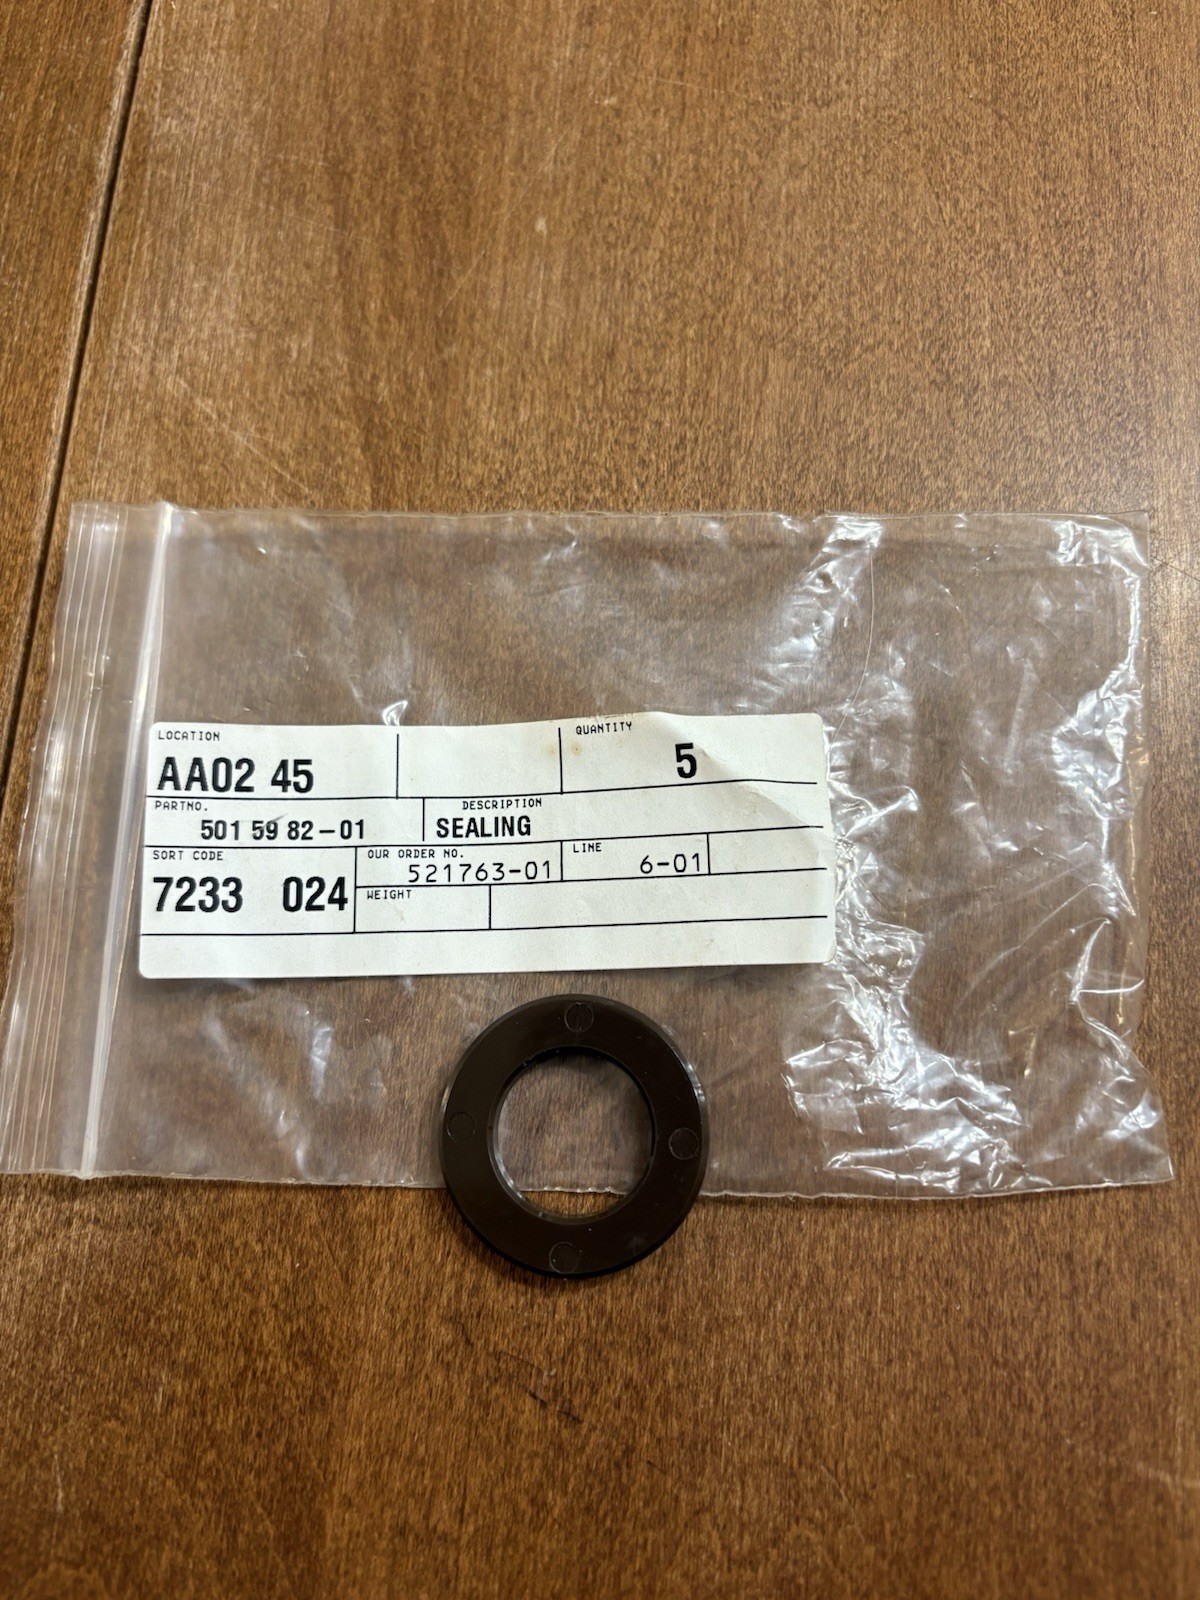 LOCATION
AA02 45
QUANTITY
5
PARTNO.
501 59 82-01
DESCRIPTION
SEALING
SORT CODE
7233 024
OUR ORDER NO.
521763-01
LINE
6-01
WEIGHT